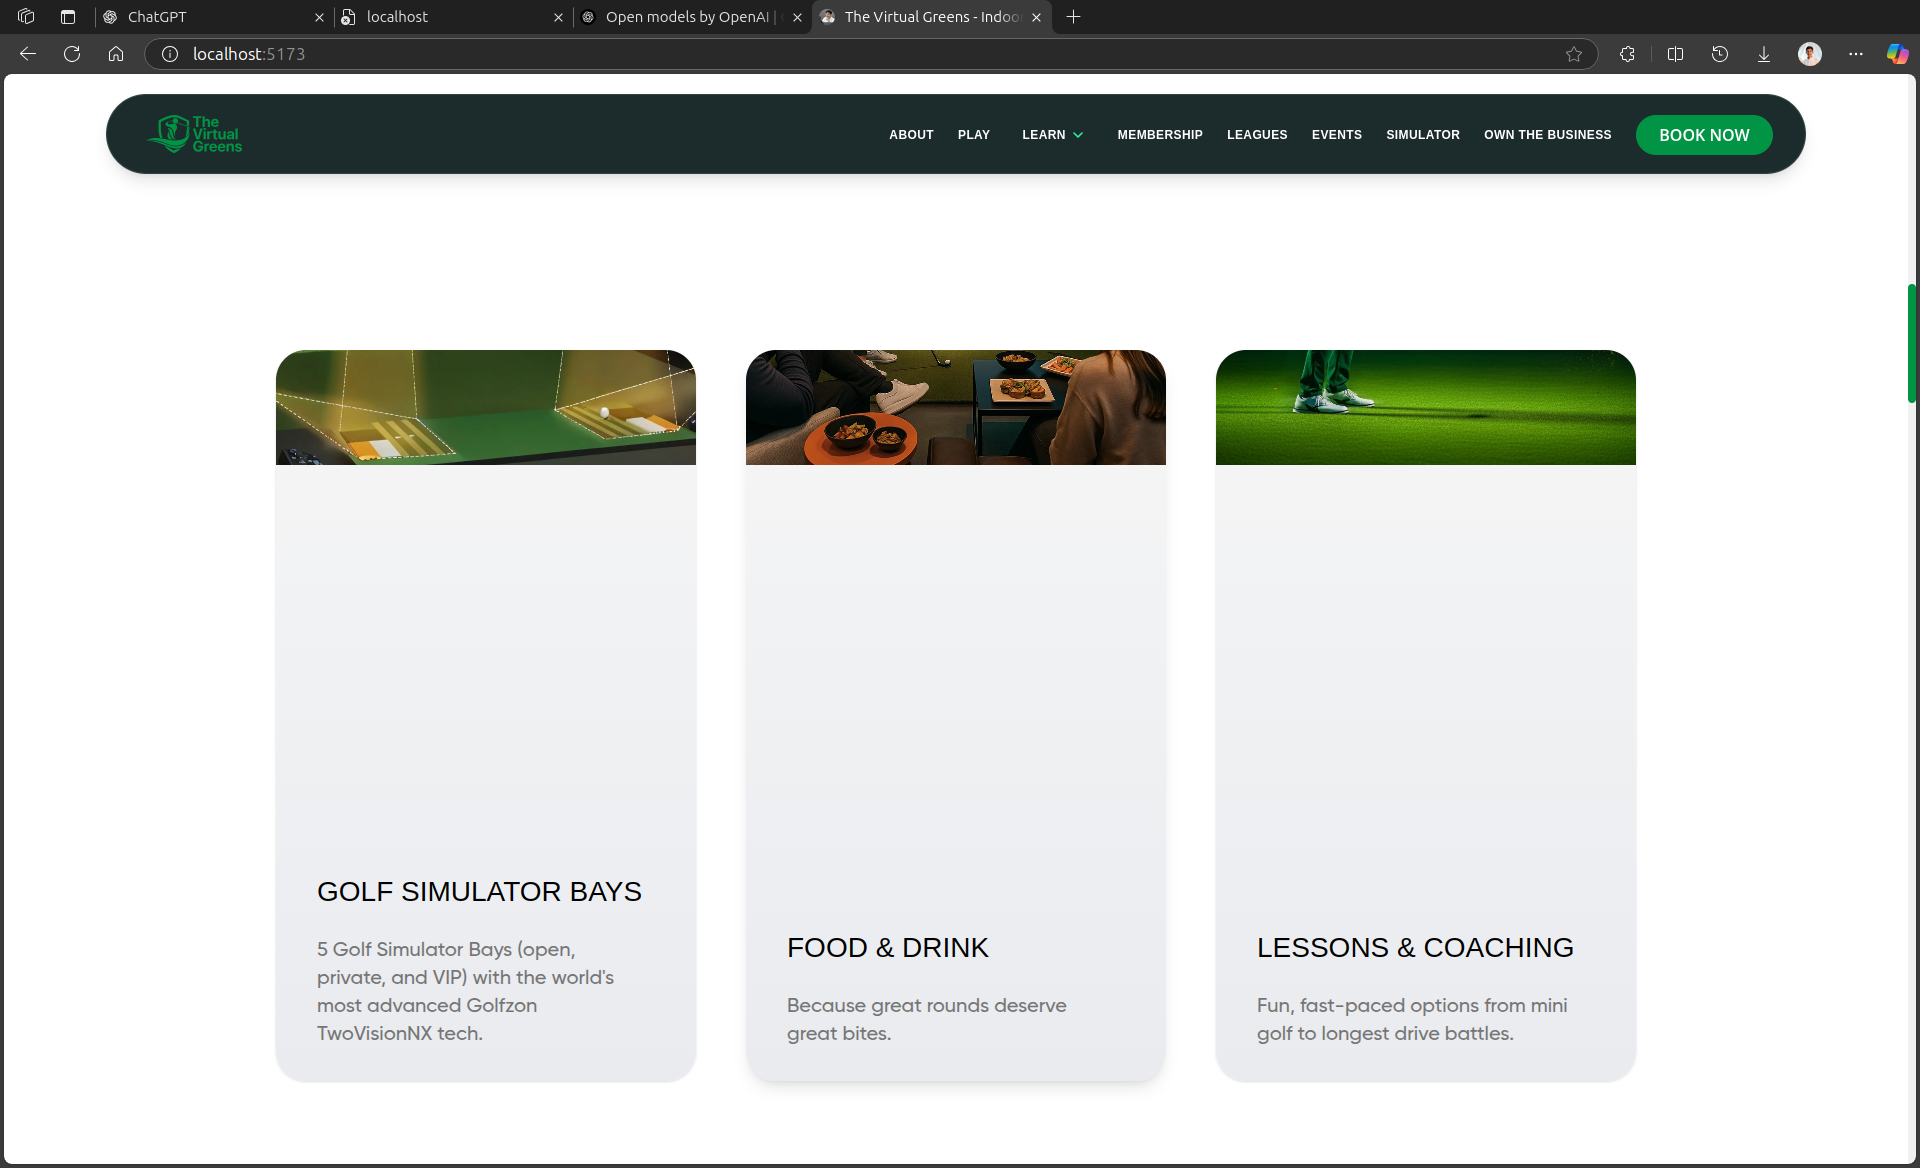 ChatGPT
localhost
Open models by OpenAI |
The Virtual Greens - Indoo
localhost:5173
The
Virtual
Greens
ABOUT PLAY LEARN MEMBERSHIP LEAGUES EVENTS SIMULATOR OWN THE BUSINESS BOOK NOW
GOLF SIMULATOR BAYS
5 Golf Simulator Bays (open,
private, and VIP) with the world's
most advanced Golfzon
TwoVisionNX tech.
FOOD & DRINK
Because great rounds deserve
great bites.
LESSONS & COACHING
Fun, fast-paced options from mini
golf to longest drive battles.